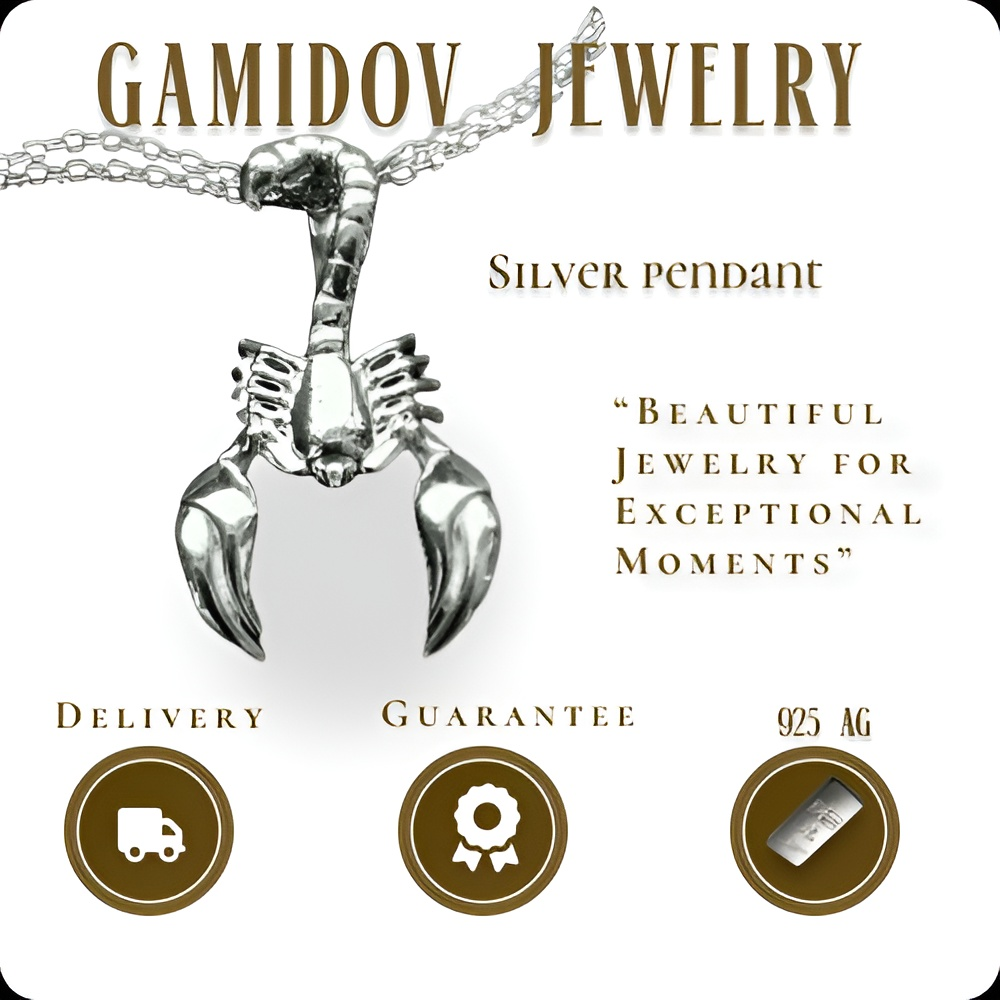 GAMIDOV JEWELRY
Silver pendant
“Beautiful
Jewelry for
Exceptional
Moments”
Delivery
Guarantee
925 AG